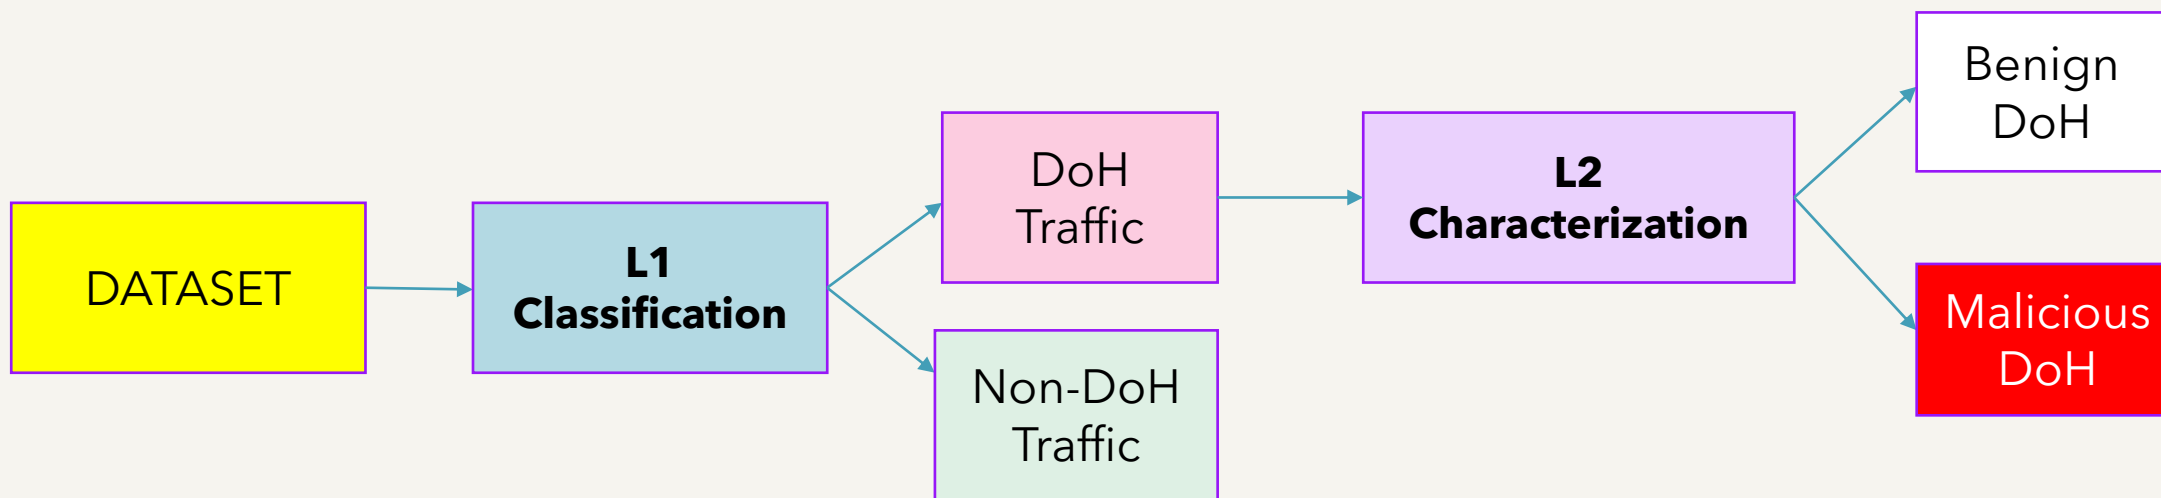 DATASET
L1
Classification
DoH
Traffic
Non-DoH
Traffic
L2
Characterization
Benign
DoH
Malicious
DoH